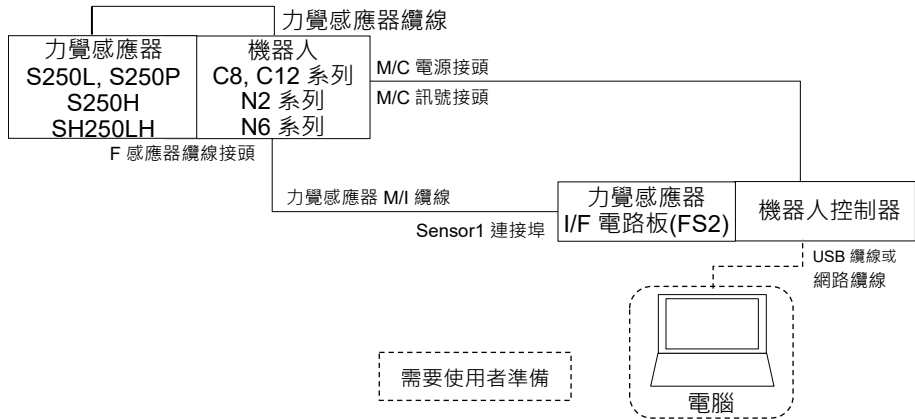 力覺感應器纜線
力覺感應器
S250L, S250P
S250H
SH250LH
機器人
C8, C12 系列
N2 系列
N6 系列
M/C 電源接頭
M/C 訊號接頭
F 感應器纜線接頭
力覺感應器 M/I 纜線
Sensor1 連接埠
力覺感應器
I/F 電路板(FS2)
機器人控制器
USB 纜線或
網路纜線
需要使用者準備
電腦